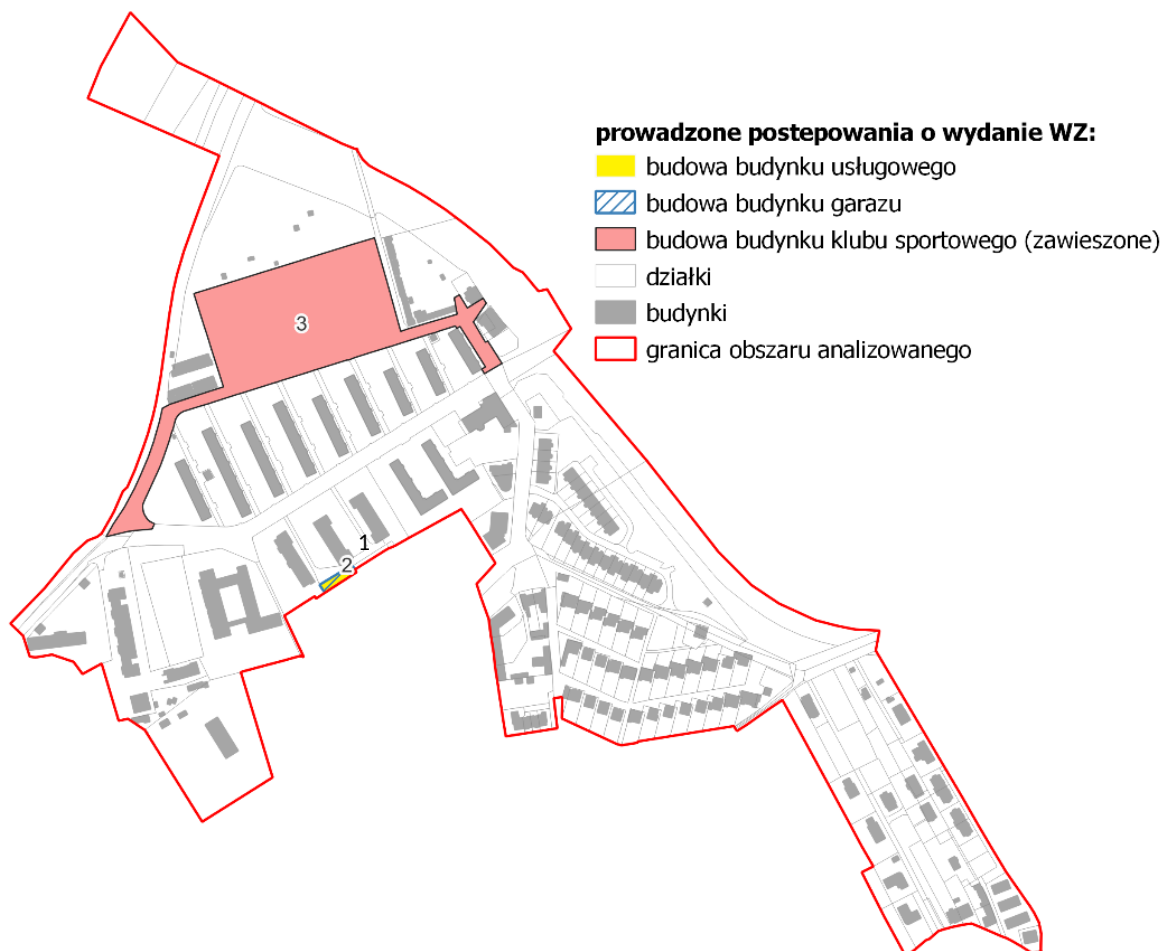 prowadzone postepowania o wydanie WZ:
budowa budynku usługowego
budowa budynku garazu
budowa budynku klubu sportowego (zawieszone)
działki
budynki
granica obszaru analizowanego
3
1
2